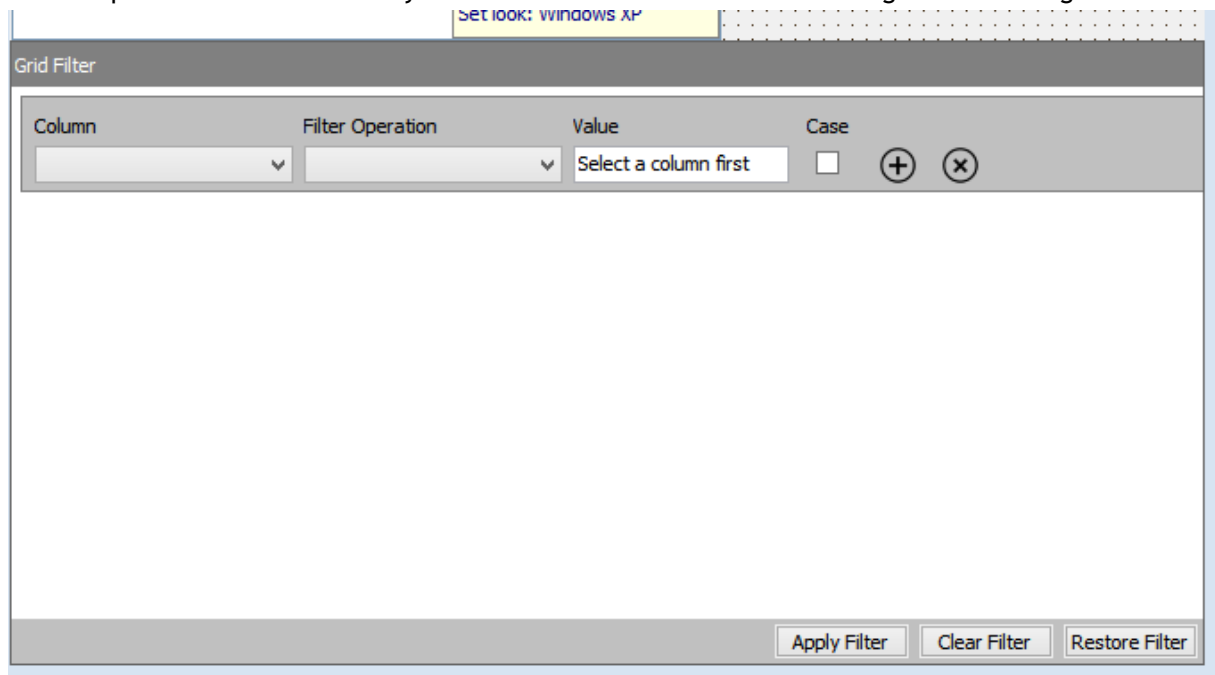 Set look: Windows XP
Grid Filter
Column Filter Operation Value Case
Select a column first
Apply Filter Clear Filter Restore Filter